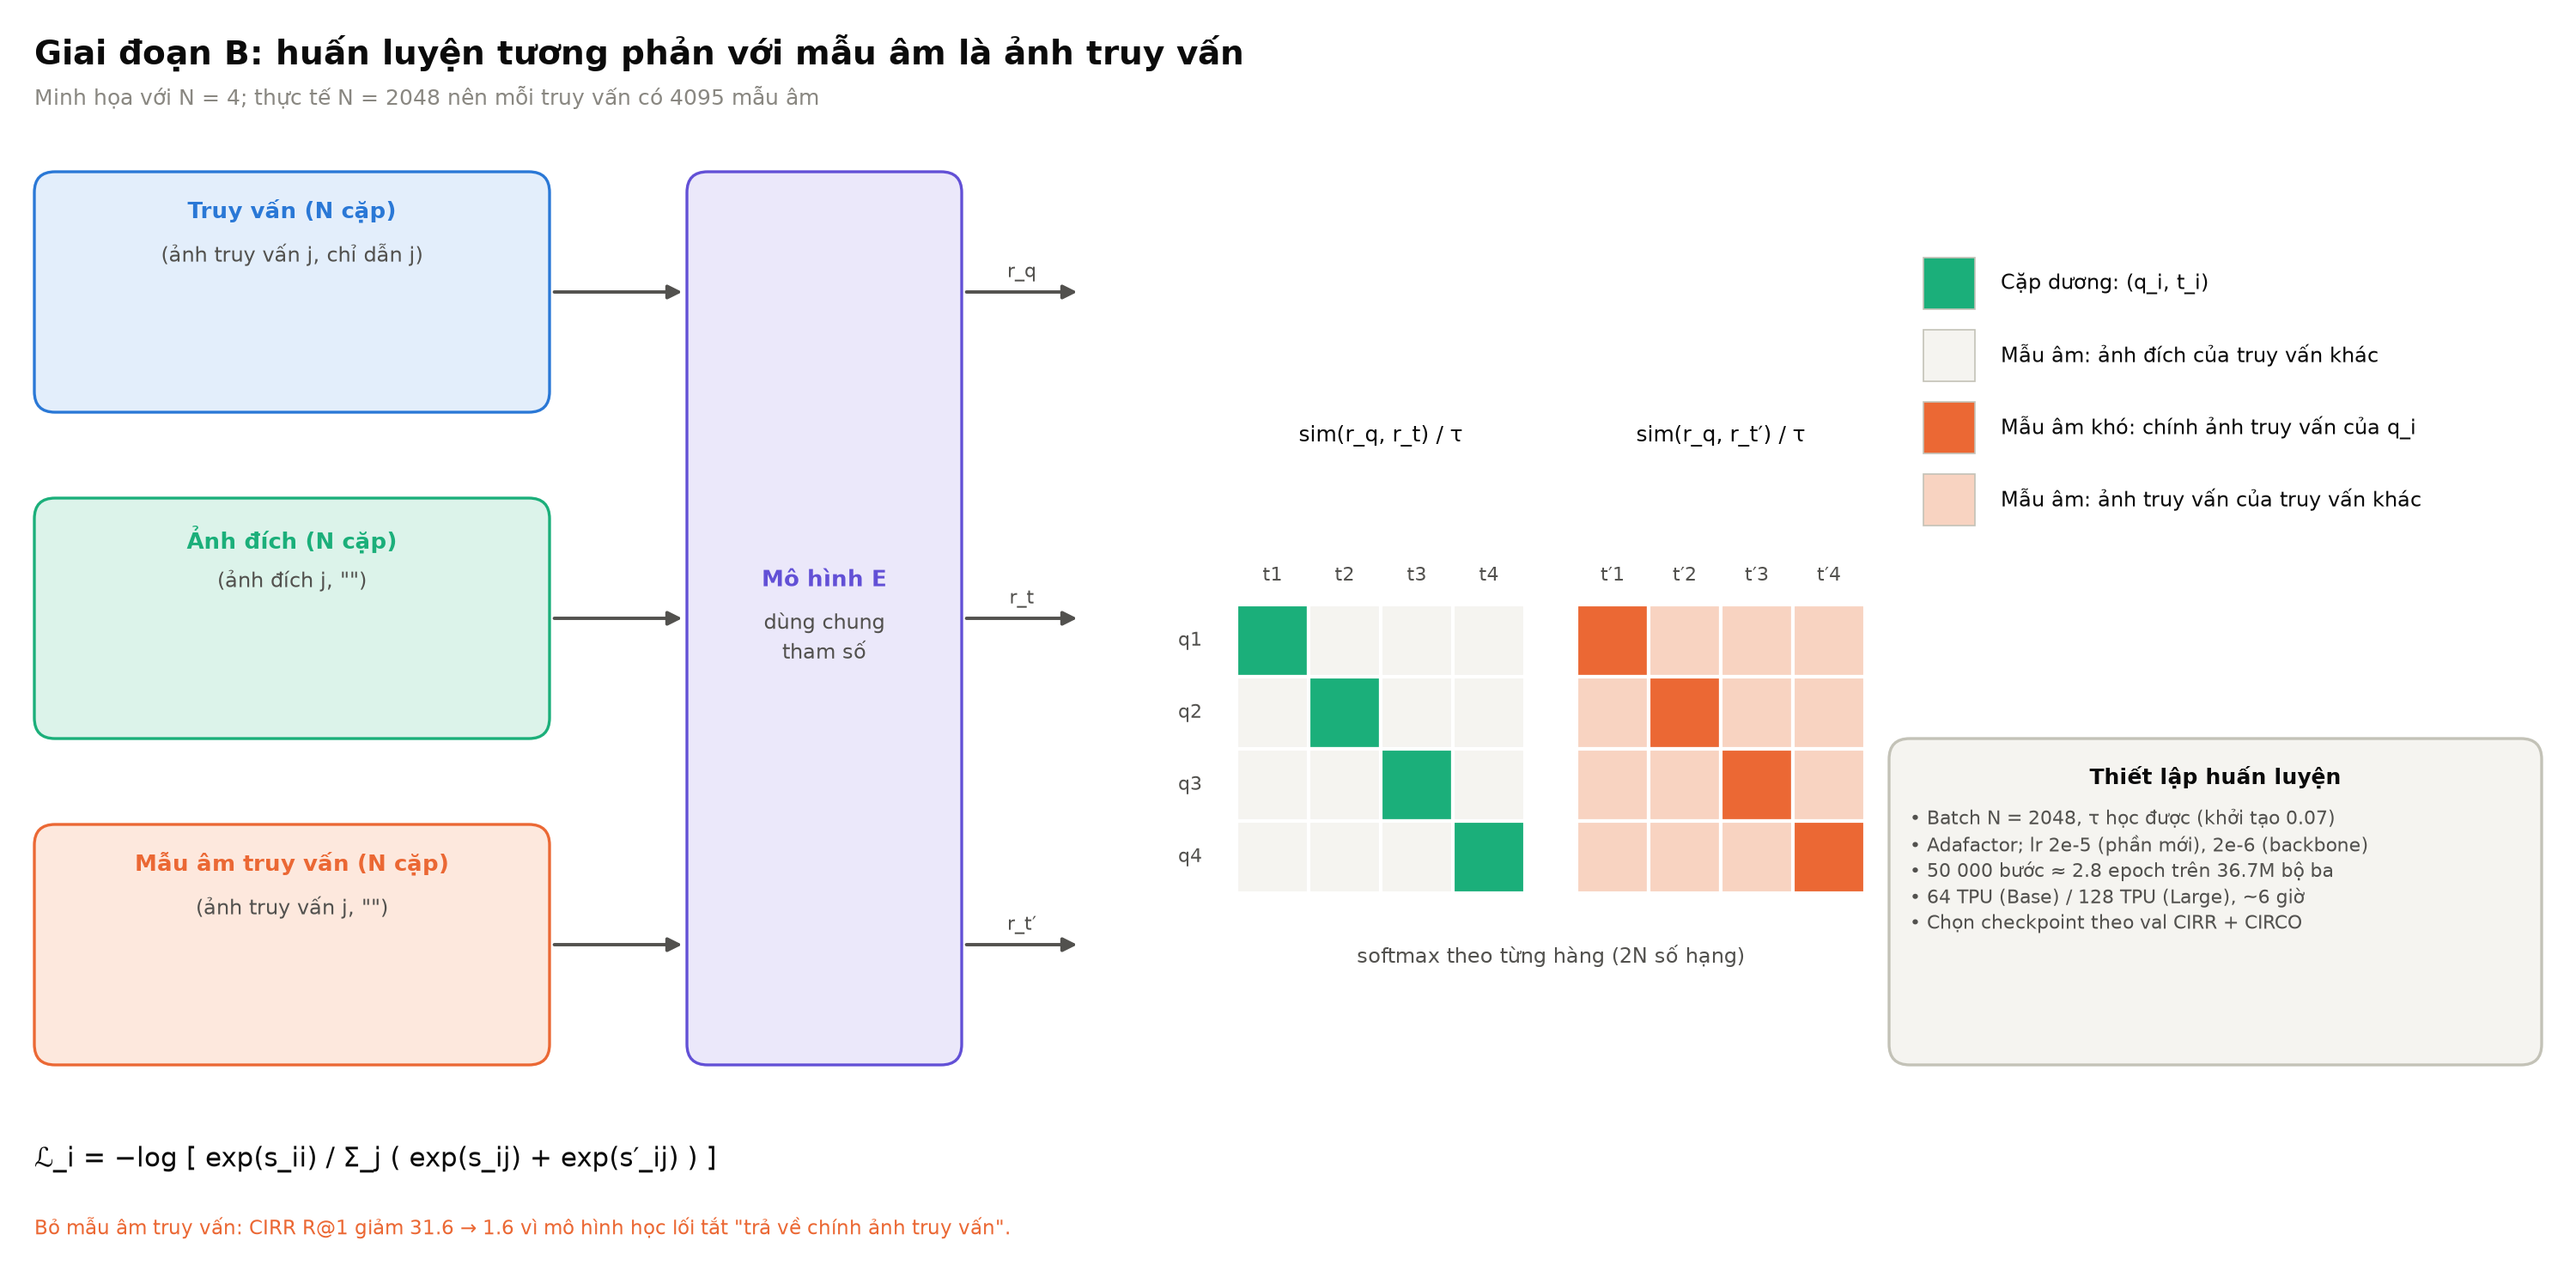 Giai đoạn B: huấn luyện tương phản với mẫu âm là ảnh truy vấn
Minh họa với N = 4; thực tế N = 2048 nên mỗi truy vấn có 4095 mẫu âm
Truy vấn (N cặp)
(ảnh truy vấn j, chỉ dẫn j)
Ảnh đích (N cặp)
(ảnh đích j, "")
Mẫu âm truy vấn (N cặp)
(ảnh truy vấn j, "")
Mô hình E
dùng chung
tham số
r_q
r_t
r_t′
sim(r_q, r_t) / τ
sim(r_q, r_t′) / τ
t1 t2 t3 t4
t′1 t′2 t′3 t′4
q1
q2
q3
q4
softmax theo từng hàng (2N số hạng)
Cặp dương: (q_i, t_i)
Mẫu âm: ảnh đích của truy vấn khác
Mẫu âm khó: chính ảnh truy vấn của q_i
Mẫu âm: ảnh truy vấn của truy vấn khác
Thiết lập huấn luyện
• Batch N = 2048, τ học được (khởi tạo 0.07)
• Adafactor; lr 2e-5 (phần mới), 2e-6 (backbone)
• 50 000 bước ≈ 2.8 epoch trên 36.7M bộ ba
• 64 TPU (Base) / 128 TPU (Large), ~6 giờ
• Chọn checkpoint theo val CIRR + CIRCO
ℒ_i = −log [ exp(s_ii) / Σ_j ( exp(s_ij) + exp(s′_ij) ) ]
Bỏ mẫu âm truy vấn: CIRR R@1 giảm 31.6 → 1.6 vì mô hình học lối tắt "trả về chính ảnh truy vấn".